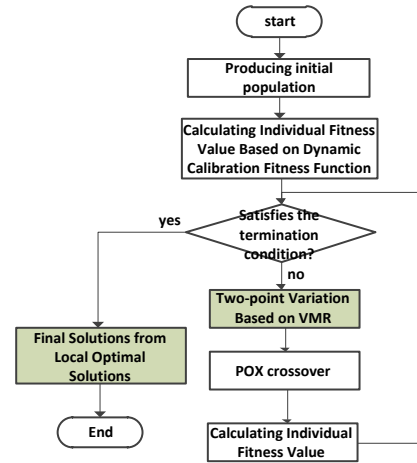 start
Producing initial
population
Calculating Individual Fitness
Value Based on Dynamic
Calibration Fitness Function
Satisfies the
termination
condition?
yes
no
Two-point Variation
Based on VMR
Final Solutions from
Local Optimal
Solutions
POX crossover
End
Calculating Individual
Fitness Value